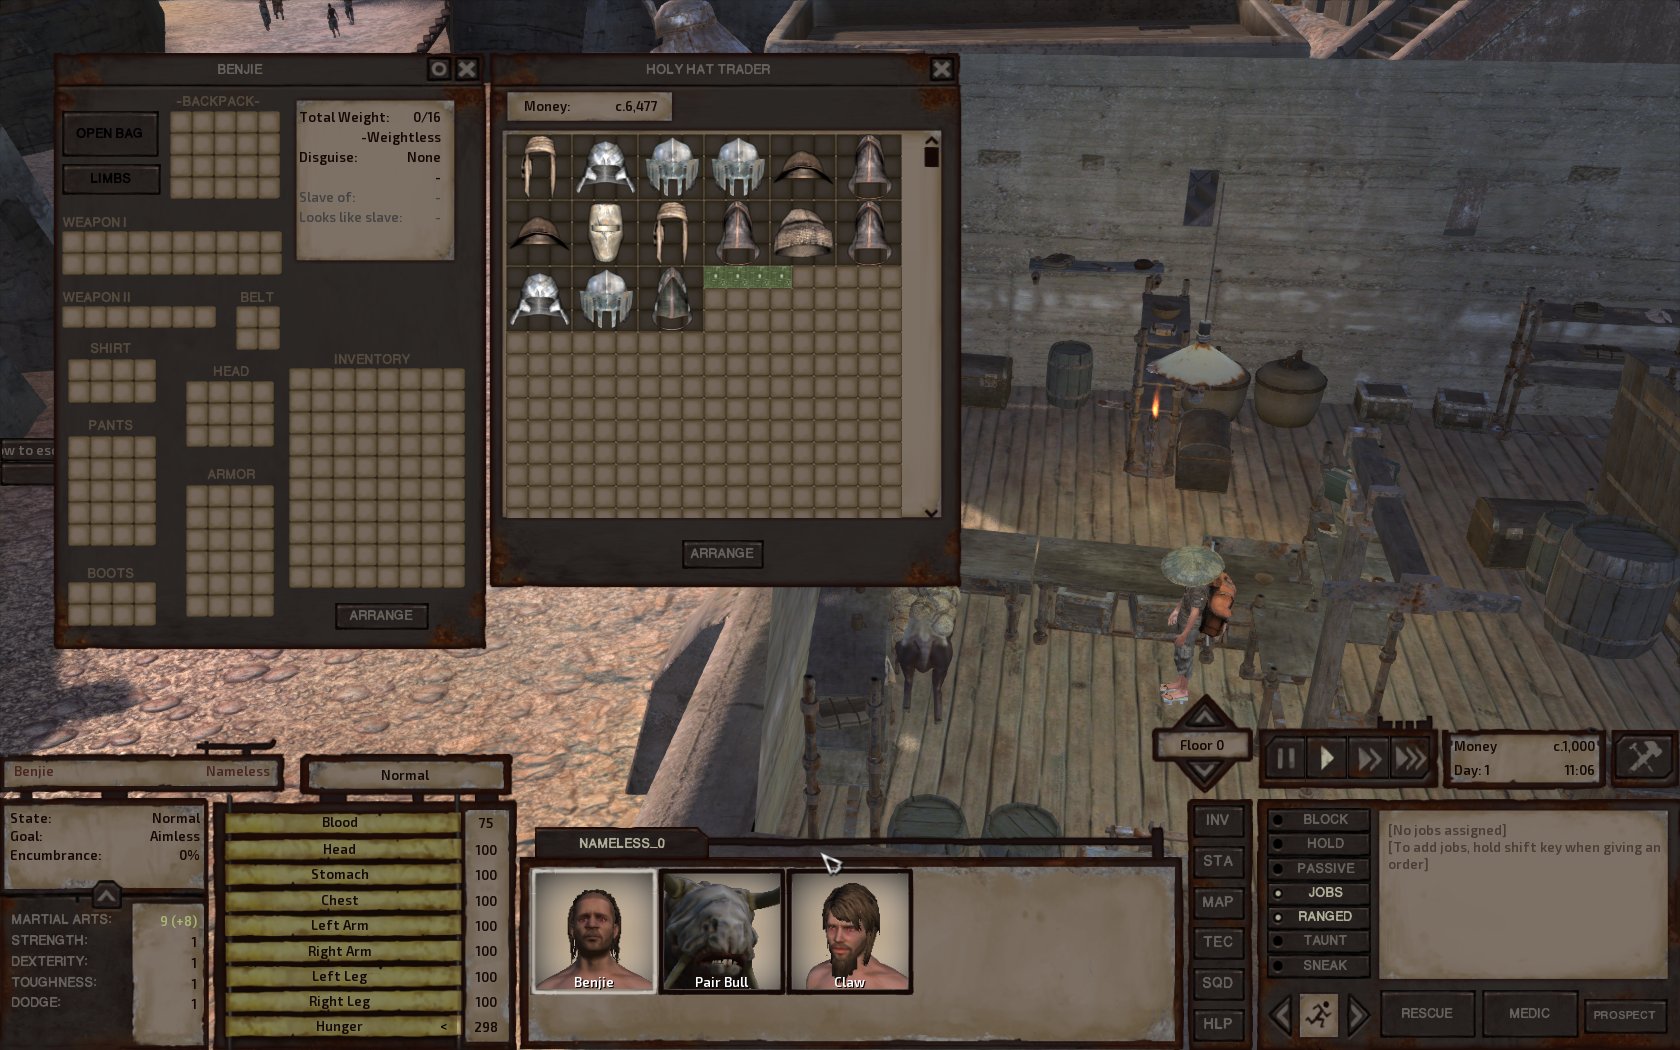 BENJIE
-BACKPACK-
OPEN BAG
LIMBS
Total Weight: 0/16
-Weightless
Disguise: None
-
Slave of: -
Looks like slave: -
WEAPON I
WEAPON II
BELT
SHIRT
HEAD
INVENTORY
PANTS
ARMOR
BOOTS
ARRANGE
HOLY HAT TRADER
Money: c.6,477
ARRANGE
ow to esc
Floor 0
Money c.1,000
Day: 1 11:06
Benjie Nameless
Normal
State: Normal
Goal: Aimless
Encumbrance: 0%
MARTIAL ARTS: 9 (+8)
STRENGTH: 1
DEXTERITY: 1
TOUGHNESS: 1
DODGE: 1
Blood 75
Head 100
Stomach 100
Chest 100
Left Arm 100
Right Arm 100
Left Leg 100
Right Leg 100
Hunger < 298
NAMELESS_0
Benjie
Pair Bull
Claw
INV
STA
MAP
TEC
SQD
HLP
BLOCK
HOLD
PASSIVE
JOBS
RANGED
TAUNT
SNEAK
[No jobs assigned]
[To add jobs, hold shift key when giving an
order]
RESCUE
MEDIC
PROSPECT